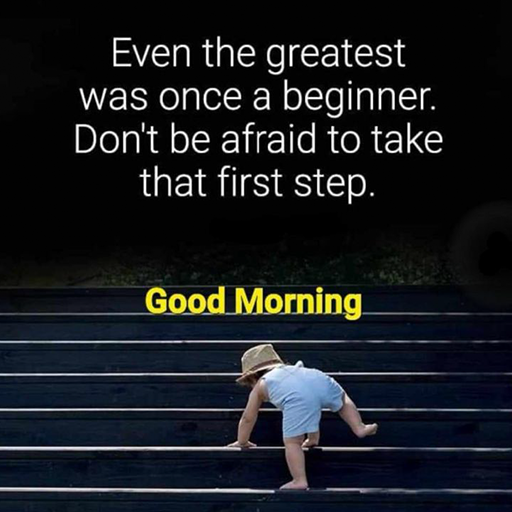 Even the greatest
was once a beginner.
Don't be afraid to take
that first step.
Good Morning